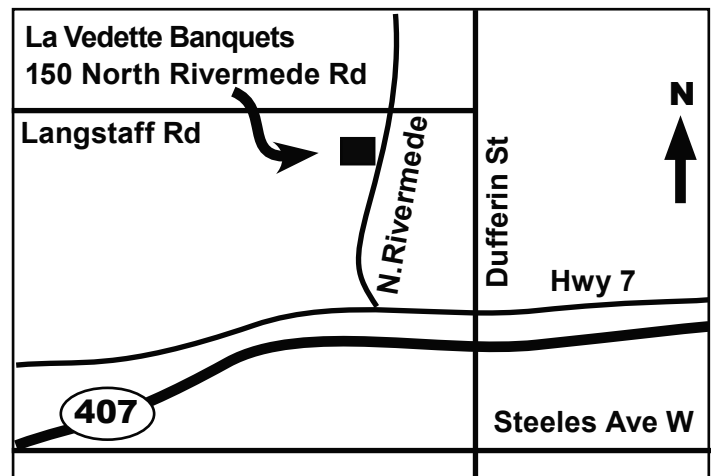 La Vedette Banquets
150 North Rivermede Rd
N
Langstaff Rd
N.Rivermede
Dufferin St
Hwy 7
407
Steeles Ave W